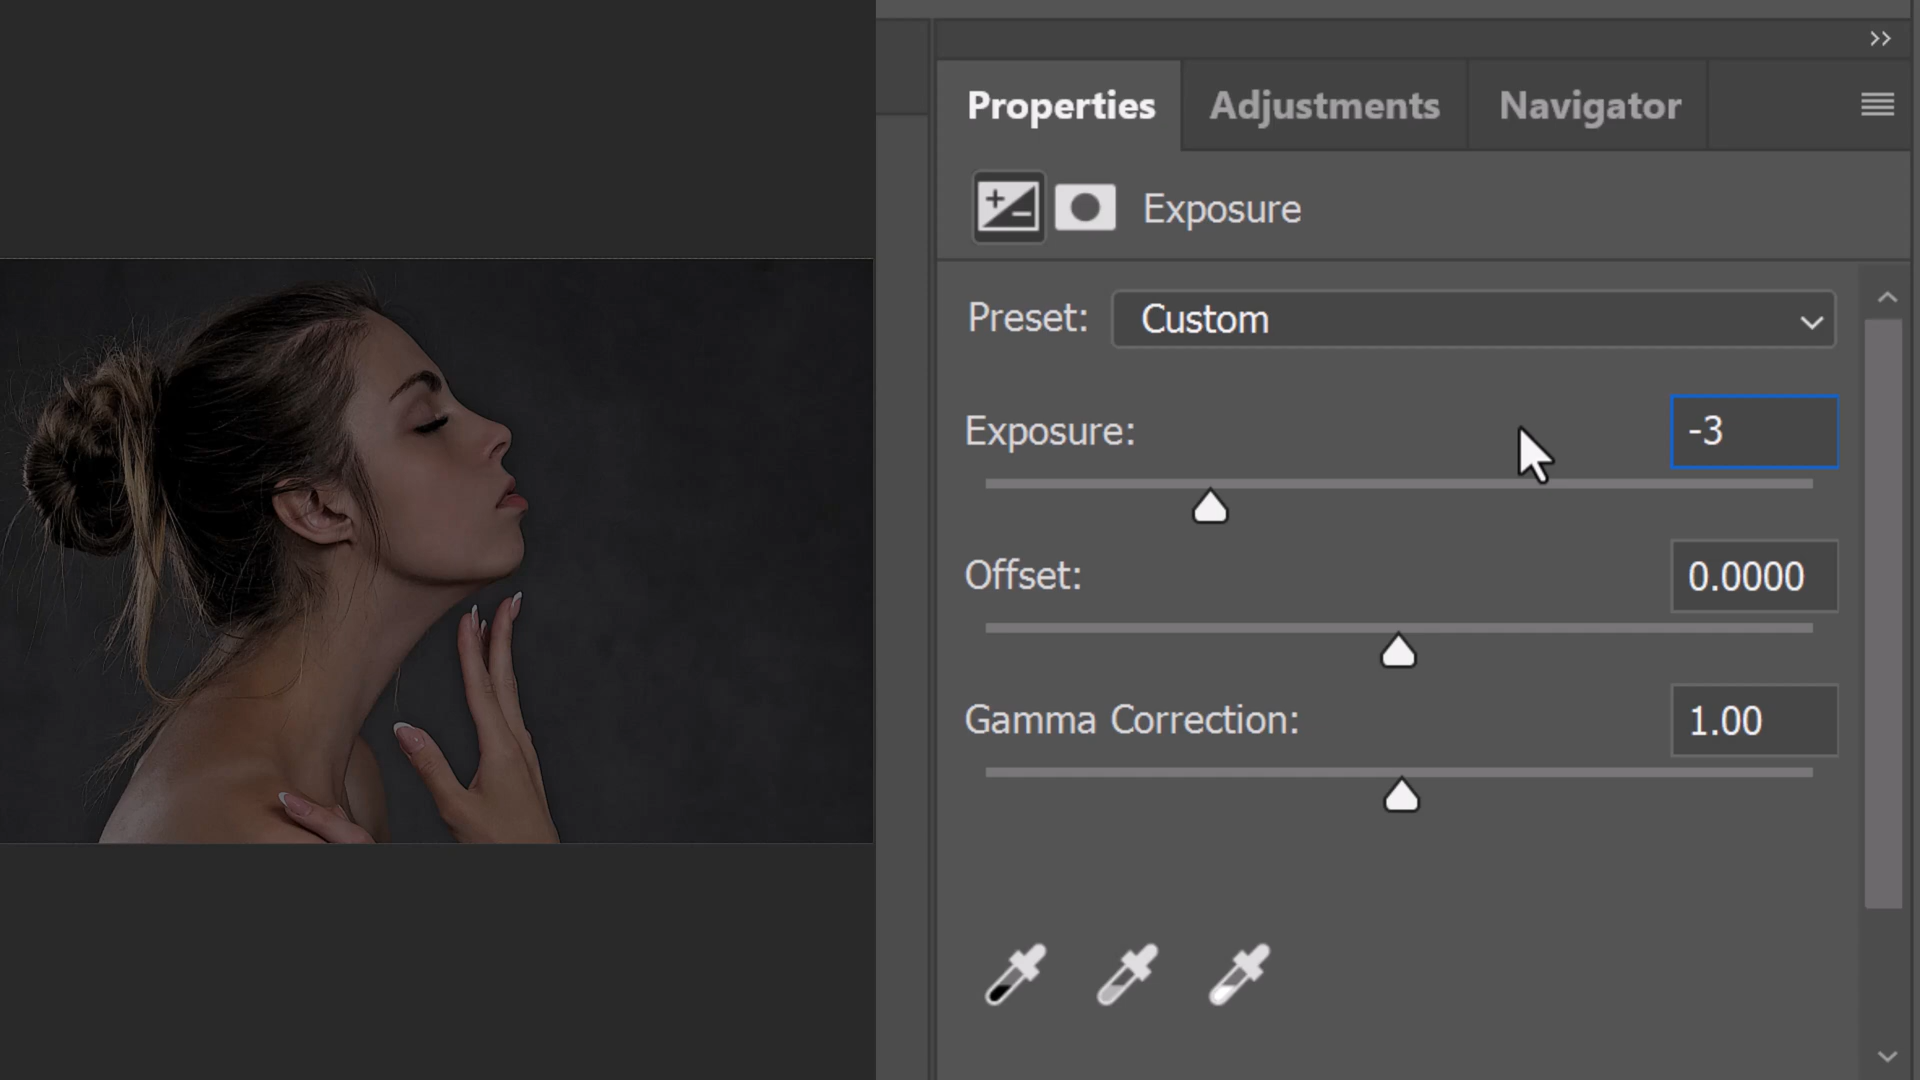 Properties
Adjustments
Navigator
Exposure
Preset: Custom
Exposure: -3
Offset: 0.0000
Gamma Correction: 1.00